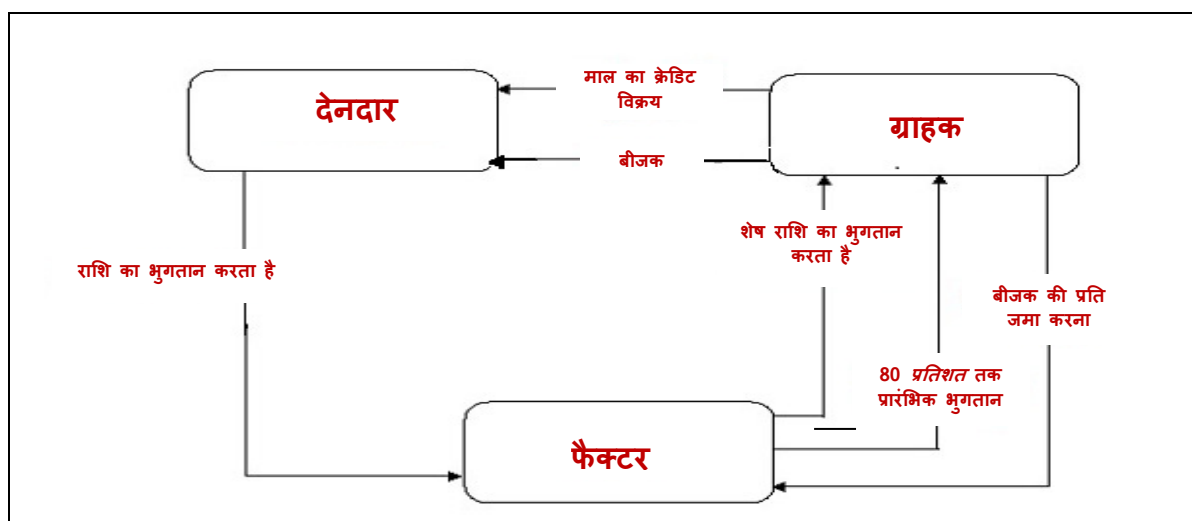 माल का क्रेडिट
विक्रय
देनदार
ग्राहक
बीजक
शेष राशि का भुगतान
करता है
राशि का भुगतान करता है
बीजक की प्रति
जमा करना
80 प्रतिशत तक
प्रारंभिक भुगतान
फैक्टर